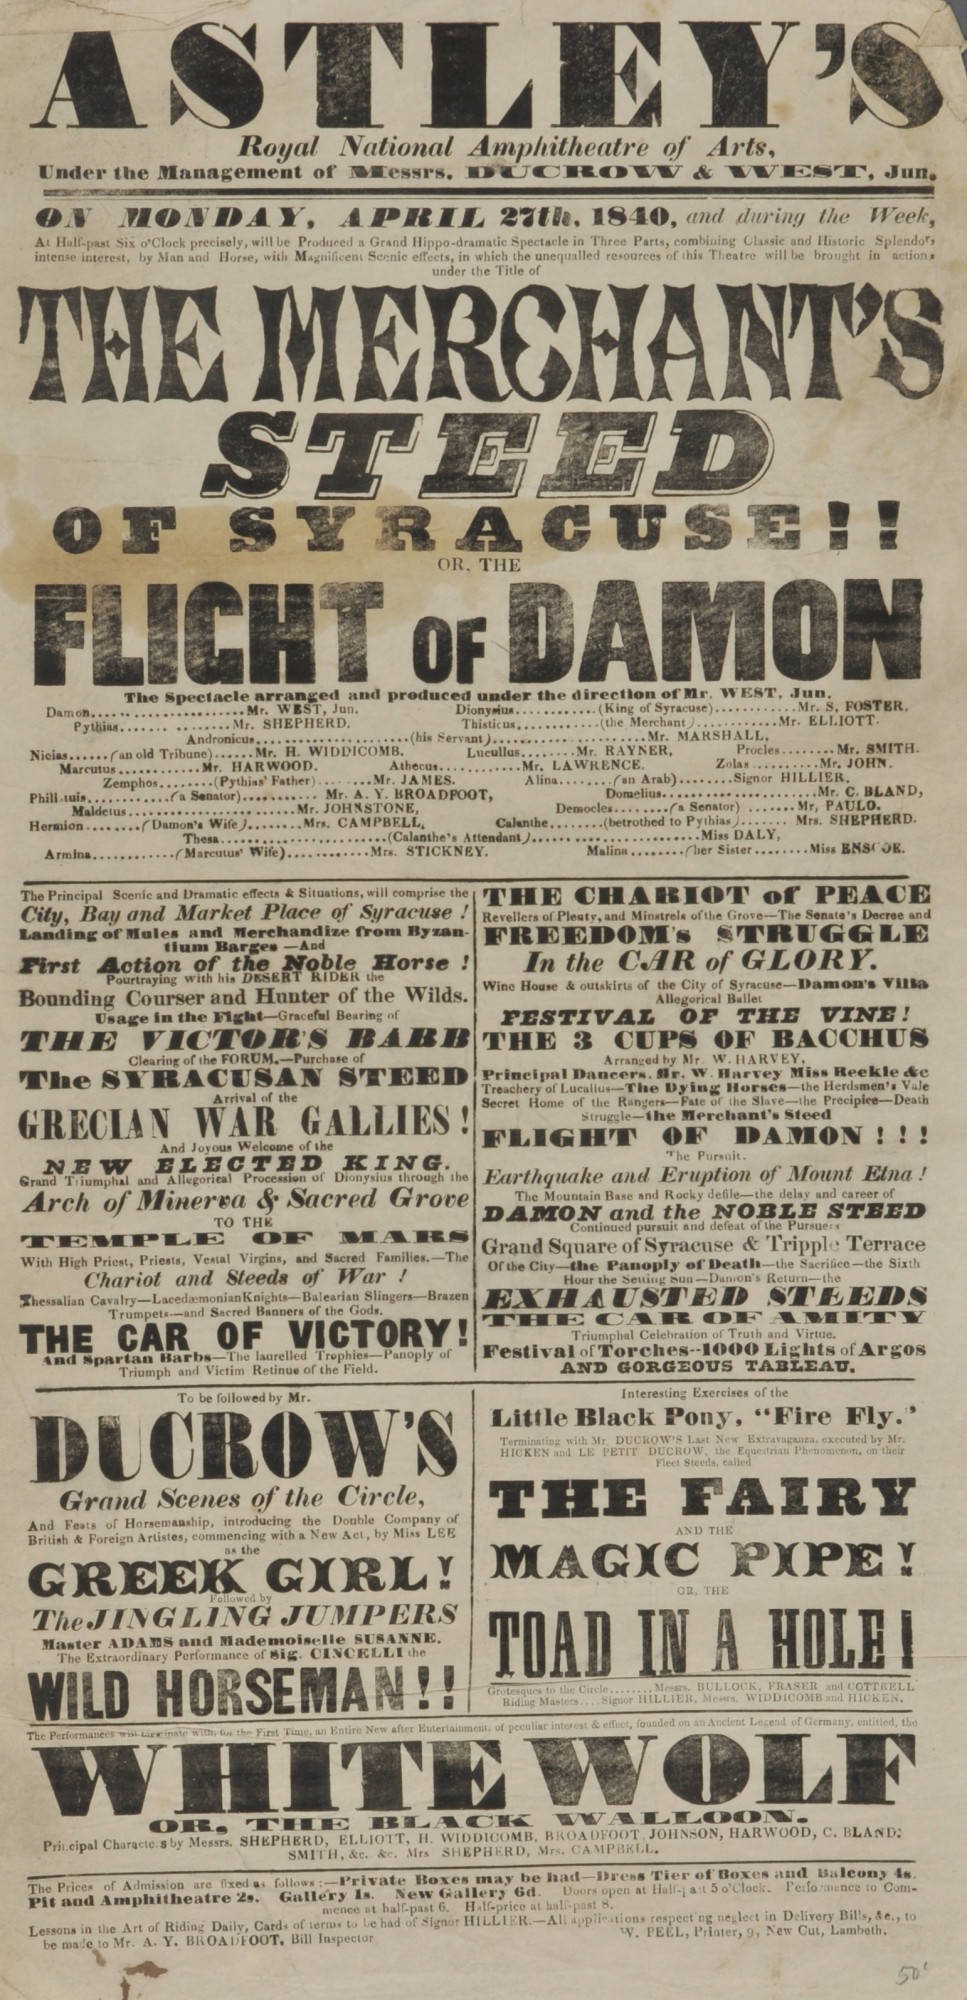 ASTLEY'S
Royal National Amphitheatre of Arts,
Under the Management of Messrs. DUCROW & WEST, Jun.
ON MONDAY, APRIL 27th, 1840, and during the Week,
At Half-past Six o'Clock precisely, will be Produced a Grand Hippo-dramatic Spectacle in Three Parts, combining Classic and Historic Splendors
intense interest, by Man and Horse, with Magnificent Scenic effects, in which the unequalled resources of this Theatre will be brought in action,
under the Title of
THE MERCHANT'S
STEED
OF SYRACUSE!!
OR, THE
FLIGHT OF DAMON
The Spectacle arranged and produced under the direction of Mr. WEST, Jun.
Damon........................Mr. WEST, Jun. Dionysius............(King of Syracuse)............Mr. S, FOSTER,
Pythias......................Mr. SHEPHERD. Thisticus............(the Merchant)...........Mr. ELLIOTT.
Andronicus......................(his Servant)......................Mr. MARSHALL,
Nicias......(an old Tribune)......Mr. H. WIDDICOMB. Lucullus........Mr. RAYNER, Procles........Mr. SMITH.
Marcutus............Mr. HARWOOD. Athecus............Mr. LAWRENCE. Zolas............Mr. JOHN.
Zemphos........(Pythias' Father)........Mr. JAMES. Alina........(an Arab)........Signor HILLIER,
(a Senator)............Mr. A. Y. BROADFOOT, Domelius......................Mr. C. BLAND,
Maldetus......................Mr. JOHNSTONE, Democles........(a Senator)........Mr, PAULO.
Hermion........(Damon's Wife)........Mrs. CAMPBELL, Calanthe........(betrothed to Pythias)........Mrs. SHEPHERD.
Thesa......................(Calanthe's Attendant)......................Miss DALY,
Armina............(Marcutus' Wife)............Mrs. STICKNEY. Malina........(her Sister........Miss ENSCOE.
The Principal Scenic and Dramatic effects & Situations, will comprise the
City, Bay and Market Place of Syracuse !
Landing of Mules and Merchandize from Byzan-
tium Barges —And
First Action of the Noble Horse !
Pourtraying with his DESERT RIDER the
Bounding Courser and Hunter of the Wilds.
Usage in the Fight—Graceful Bearing of
THE VICTOR'S BARB
Clearing of the FORUM.—Purchase of
The SYRACUSAN STEED
Arrival of the
GRECIAN WAR GALLIES!
And Joyous Welcome of the
NEW ELECTED KING.
Grand Triumphal and Allegorical Procession of Dionysius through the
Arch of Minerva & Sacred Grove
TO THE
TEMPLE OF MARS
With High Priest, Priests, Vestal Virgins, and Sacred Families.—The
Chariot and Steeds of War !
Thessalian Cavalry—Lacedæmonian Knights—Balearian Slingers—Brazen
Trumpets—and Sacred Banners of the Gods.
THE CAR OF VICTORY!
And Spartan Barbs—The laurelled Trophies—Panoply of
Triumph and Victim Retinue of the Field.
THE CHARIOT of PEACE
Revellers of Plenty, and Minstrels of the Grove—The Senate's Decree and
FREEDOM's STRUGGLE
In the CAR of GLORY.
Wine House & outskirts of the City of Syracuse—Damon's Villa
Allegorical Ballet
FESTIVAL OF THE VINE!
THE 3 CUPS OF BACCHUS
Arranged by Mr. W. HARVEY,
Principal Dancers. Mr. W. Harvey Miss Reekie &c
Treachery of Lucallus—The Dying Horses—the Herdsmen's Vale
Secret Home of the Rangers—Fate of the Slave—the Precipice—Death
Struggle—the Merchant's Steed
FLIGHT OF DAMON !!!
The Pursuit.
Earthquake and Eruption of Mount Etna!
The Mountain Base and Rocky defile—the delay and career of
DAMON and the NOBLE STEED
Continued pursuit and defeat of the Pursuers
Grand Square of Syracuse & Tripple Terrace
Of the City—the Panoply of Death—the Sacrifice—the Sixth
Hour the Setting Sun—Damon's Return—the
EXHAUSTED STEEDS
THE CAR OF AMITY
Triumphal Celebration of Truth and Virtue.
Festival of Torches--1000 Lights of Argos
AND GORGEOUS TABLEAU.
To be followed by Mr.
DUCROW'S
Grand Scenes of the Circle,
And Feats of Horsemanship, introducing the Double Company of
British & Foreign Artistes, commencing with a New Act, by Miss LEE
as the
GREEK GIRL!
Followed by
The JINGLING JUMPERS
Master ADAMS and Mademoiselle SUSANNE.
The Extraordinary Performance of Sig. CINCELLI the
WILD HORSEMAN!!
Interesting Exercises of the
Little Black Pony, "Fire Fly."
Terminating with Mr. DUCROW'S Last New Extravaganza, executed by Mr.
HICKEN and LE PETIT DUCROW, the Equestrian Phenomenon, on their
Fleet Steeds, called
THE FAIRY
AND THE
MAGIC PIPE!
OR, THE
TOAD IN A HOLE!
Grotesques to the Circle........Messrs. BULLOCK, FRASER and COTTRELL
Riding Masters....Signor HILLIER, Messrs. WIDDICOMB and HICKEN.
The Performances will terminate with, for the First Time, an Entire New after Entertainment, of peculiar interest & effect, founded on an Ancient Legend of Germany, entitled, the
WHITE WOLF
OR, THE BLACK WALLOON.
Principal Characters by Messrs. SHEPHERD, ELLIOTT, H. WIDDICOMB, BROADFOOT, JOHNSON, HARWOOD, C. BLAND,
SMITH, &c. &c. Mrs SHEPHERD, Mrs. CAMPBELL.
The Prices of Admission are fixed as follows:—Private Boxes may be had—Dress Tier of Boxes and Balcony 4s.
Pit and Amphitheatre 2s. Gallery 1s. New Gallery 6d. Doors open at Half-past 5 o'Clock. Performance to Com-
mence at half-past 6. Half-price at half-past 8.
Lessons in the Art of Riding Daily, Cards of terms to be had of Signor HILLIER.—All applications respecting neglect in Delivery Bills, &c., to
be made to Mr. A. Y. BROADFOOT, Bill Inspector
W. PEEL, Printer, 9, New Cut, Lambeth.
50'